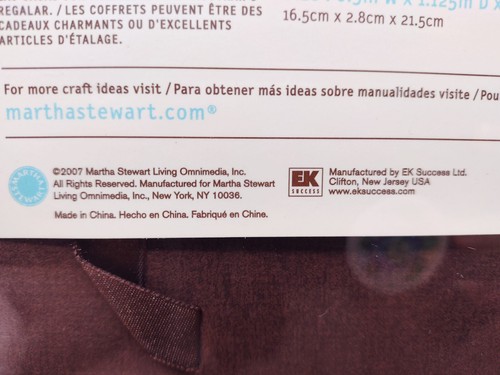 REGALAR. / LES COFFRETS PEUVENT ÊTRE DES
CADEAUX CHARMANTS OU D'EXCELLENTS
ARTICLES D'ÉTALAGE.
16.5cm x 2.8cm x 21.5cm
For more craft ideas visit / Para obtener más ideas sobre manualidades visite / Pou
marthastewart.com®
MARTHA STEWART
©2007 Martha Stewart Living Omnimedia, Inc.
All Rights Reserved. Manufactured for Martha Stewart
Living Omnimedia, Inc., New York, NY 10036.
Made in China. Hecho en China. Fabriqué en Chine.
EK
SUCCESS
Manufactured by EK Success Ltd.
Clifton, New Jersey USA
www.eksuccess.com